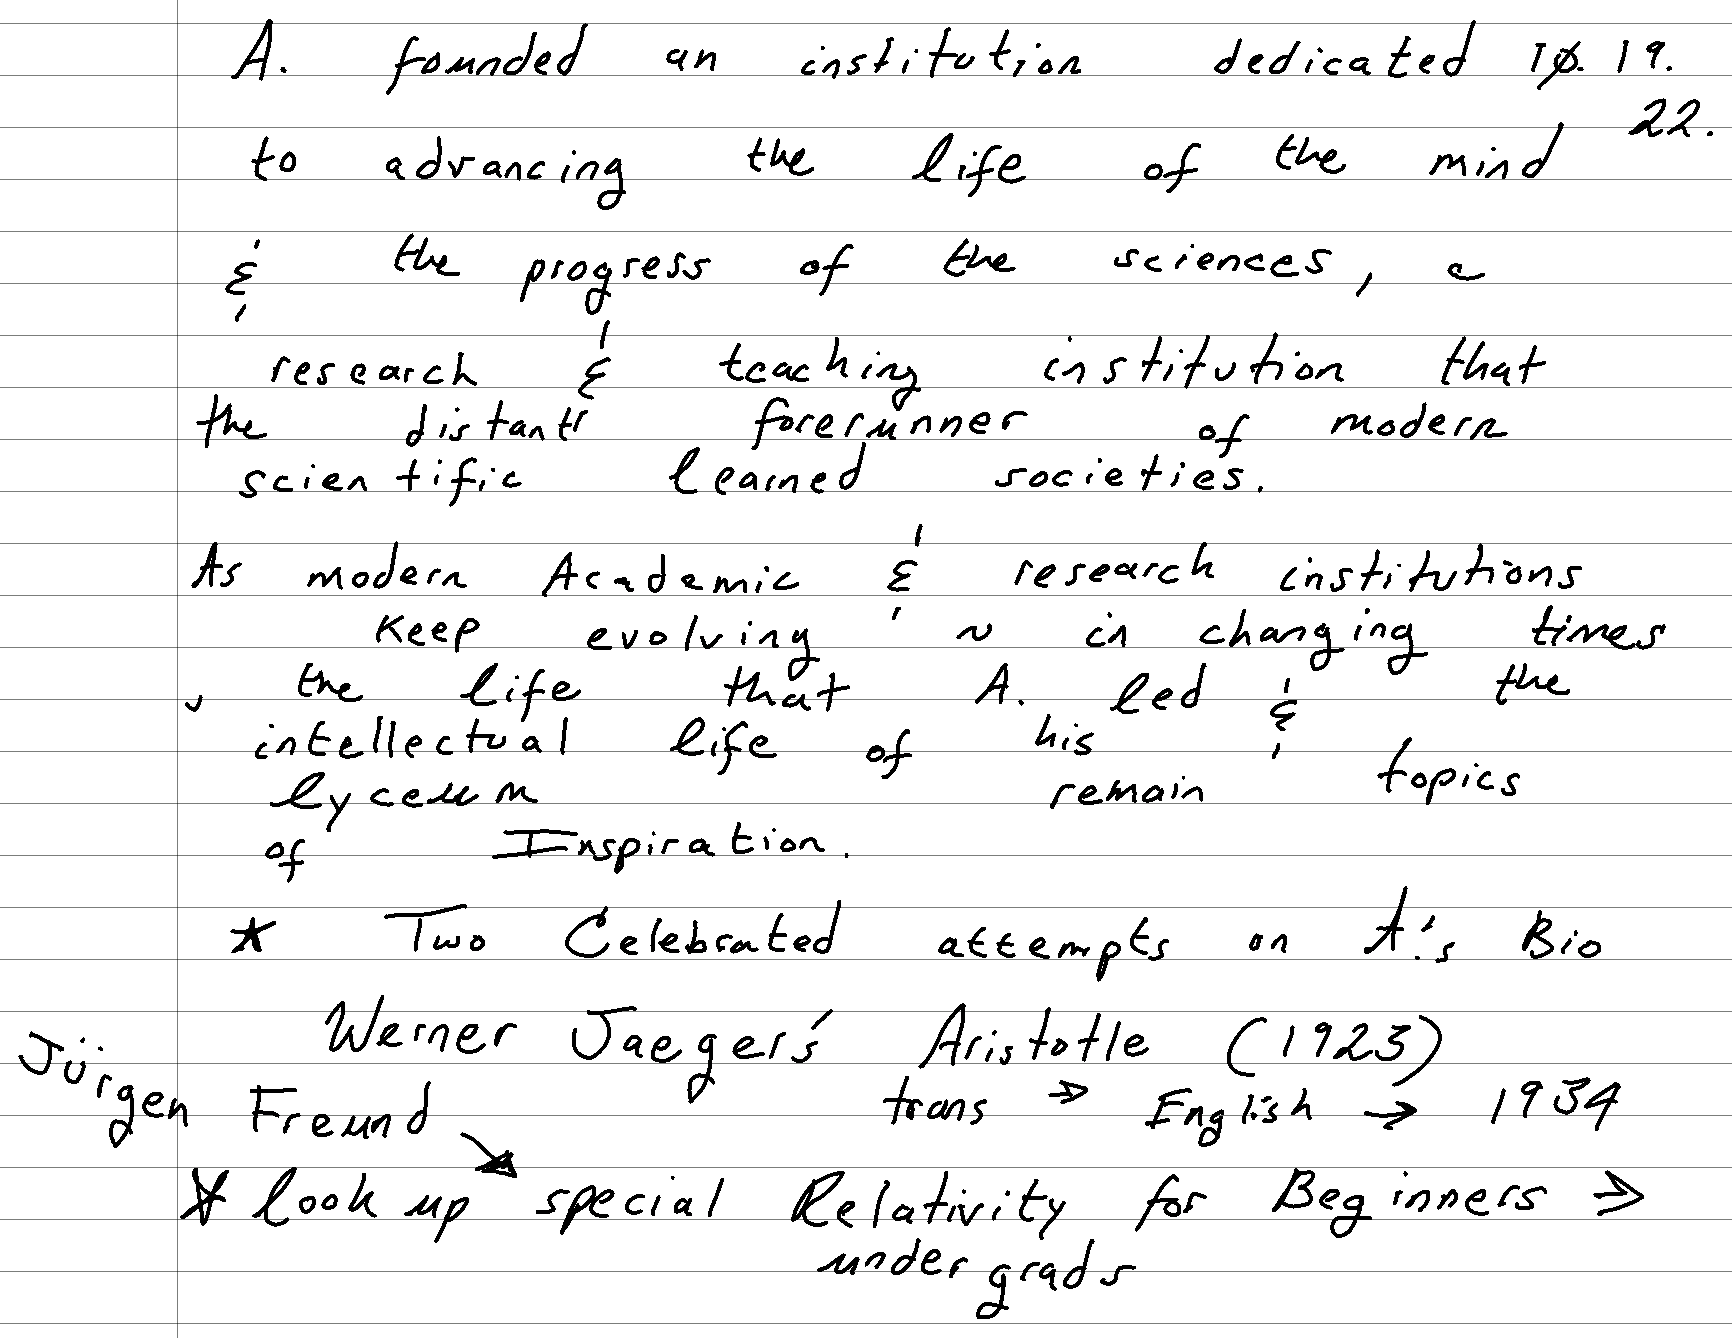 A. founded an institution dedicated 10. 19.
22.
to advancing the life of the mind
& the progress of the sciences, a
research & teaching institution that
the distant forerunner of modern
scientific learned societies.
As modern Academic & research institutions
Keep evolving ~ in changing times
, the life that A. led & the
intellectual life of his
lyceum remain topics
of Inspiration.
* Two Celebrated attempts on A.'s Bio
Werner Jaeger's Aristotle (1923)
Jürgen Freund trans → English → 1934
* look up special Relativity for Beginners →
undergrads